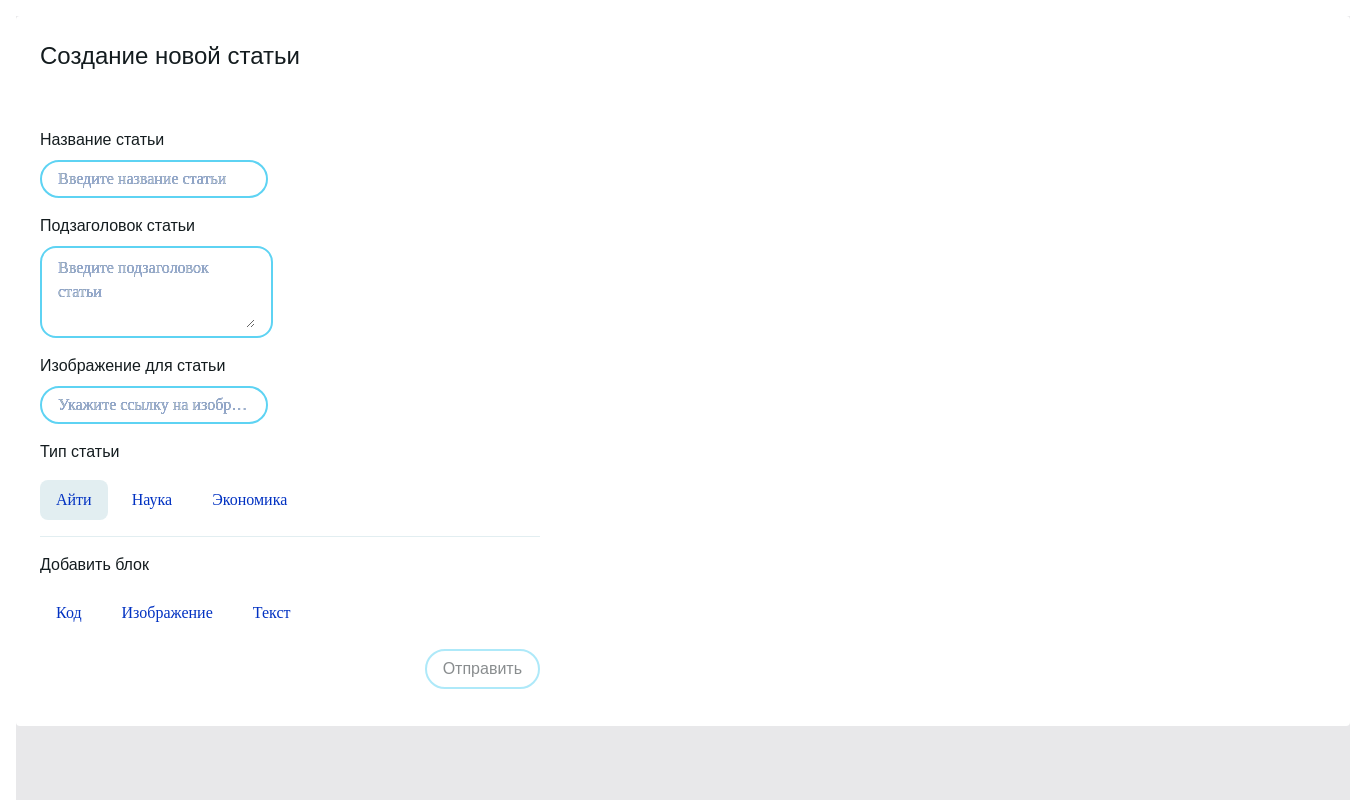 Создание новой статьи
Название статьи
Введите название статьи
Подзаголовок статьи
Введите подзаголовок
статьи
Изображение для статьи
Укажите ссылку на изобр…
Тип статьи
Айти Наука Экономика
Добавить блок
Код Изображение Текст
Отправить